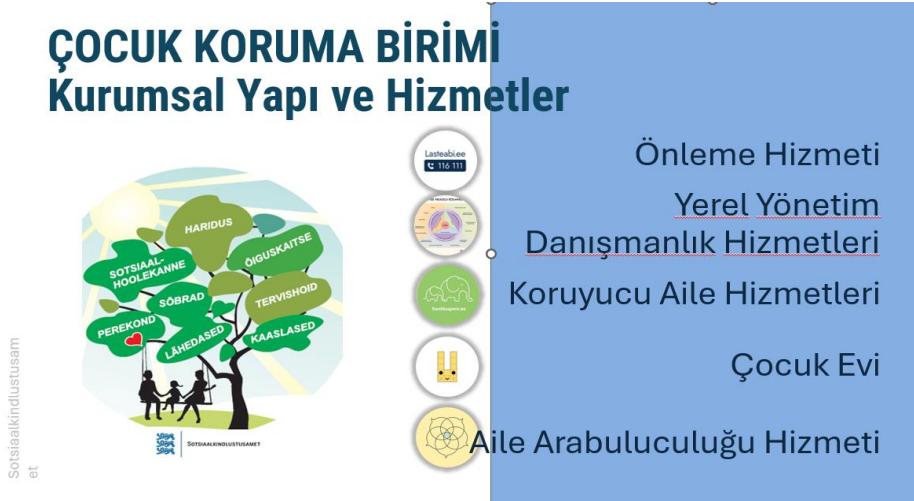 ÇOCUK KORUMA BİRİMİ
Kurumsal Yapı ve Hizmetler
Lasteabi.ee
116 111
Önleme Hizmeti
Yerel Yönetim
Danışmanlık Hizmetleri
Koruyucu Aile Hizmetleri
Çocuk Evi
Aile Arabuluculuğu Hizmeti
HARIDUS
ÕIGUSKAITSE
SOTSIAAL-
HOOLEKANNE
SÕBRAD
TERVISHOID
PEREKOND
LÄHEDASED
KAASLASED
SOTSIAALKINDLUSTUSAMET
Sotsiaalkindlustusam
et